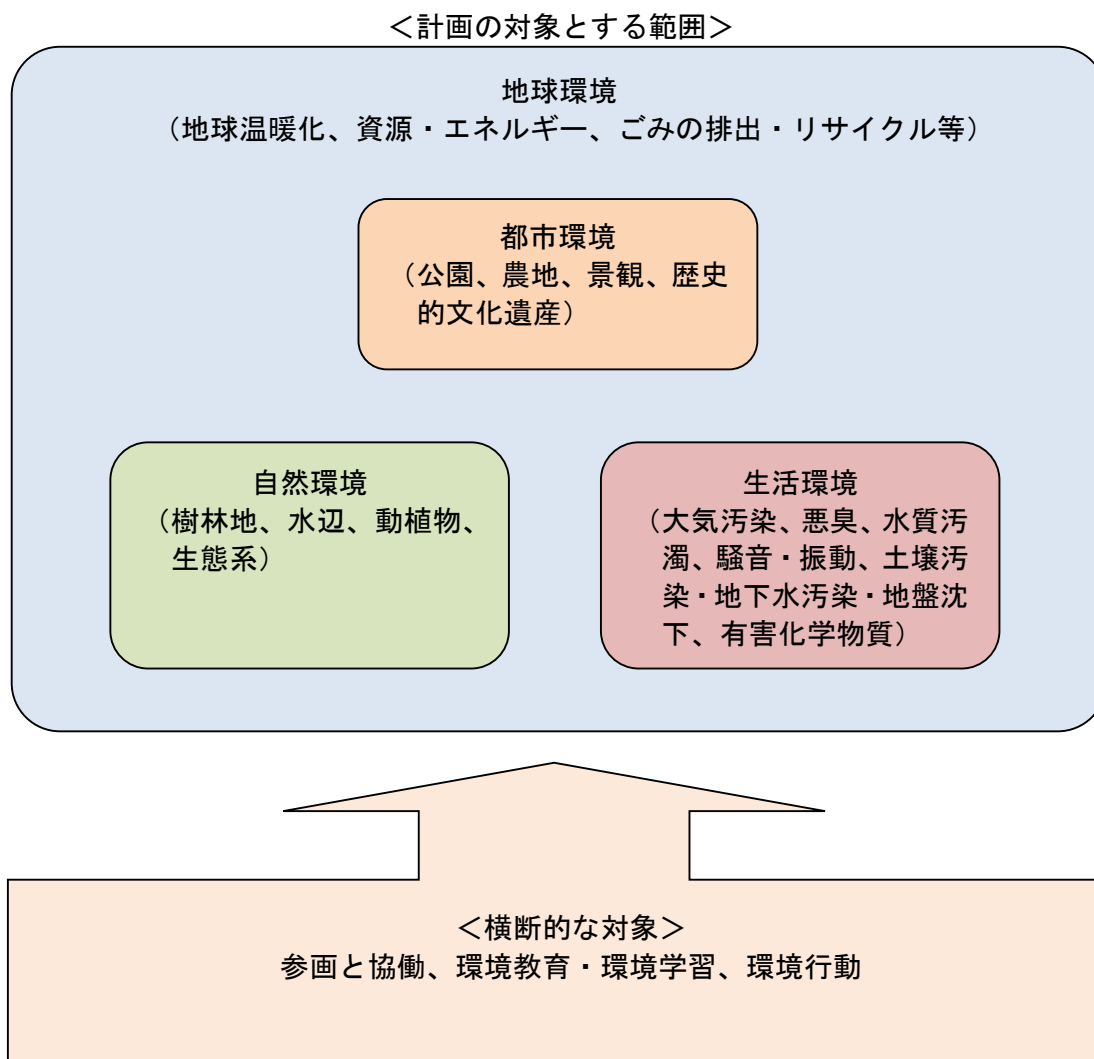 ＜計画の対象とする範囲＞
地球環境
（地球温暖化、資源・エネルギー、ごみの排出・リサイクル等）
都市環境
（公園、農地、景観、歴史
的文化遺産）
自然環境
（樹林地、水辺、動植物、
生態系）
生活環境
（大気汚染、悪臭、水質汚
濁、騒音・振動、土壌汚
染・地下水汚染・地盤沈
下、有害化学物質）
＜横断的な対象＞
参画と協働、環境教育・環境学習、環境行動